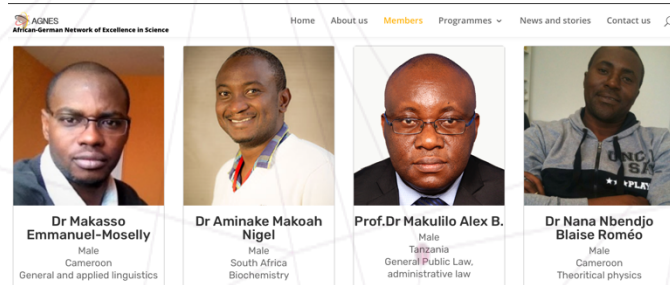 AGNES
African-German Network of Excellence in Science
Home About us Members Programmes News and stories Contact us
Dr Makasso
Emmanuel-Moselly
Male
Cameroon
General and applied linguistics
Dr Aminake Makoah
Nigel
Male
South Africa
Biochemistry
Prof.Dr Makulilo Alex B.
Male
Tanzania
General Public Law.
administrative law
UNC
PLAY
Dr Nana Nbendjo
Blaise Roméo
Male
Cameroon
Theoritical physics